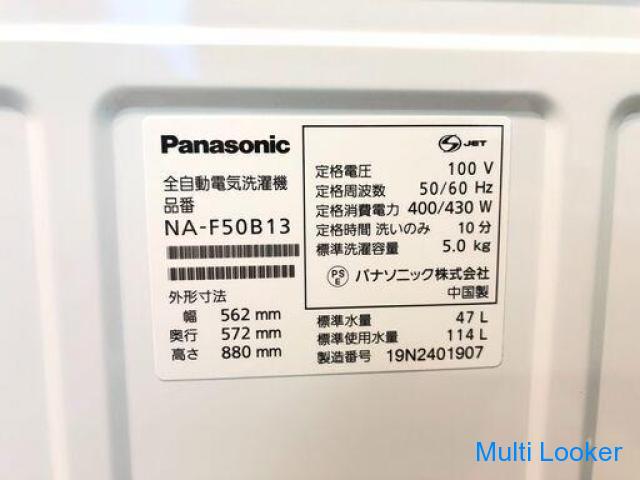 Panasonic
全自動電気洗濯機
品番
NA-F50B13
外形寸法
幅 562 mm
奥行 572 mm
高さ 880 mm
JET
定格電圧 100 V
定格周波数 50/60 Hz
定格消費電力 400/430 W
定格時間 洗いのみ 10 分
標準洗濯容量 5.0 kg
PS E パナソニック株式会社
中国製
標準水量 47 L
標準使用水量 114 L
製造番号 19N2401907
Multi Looker